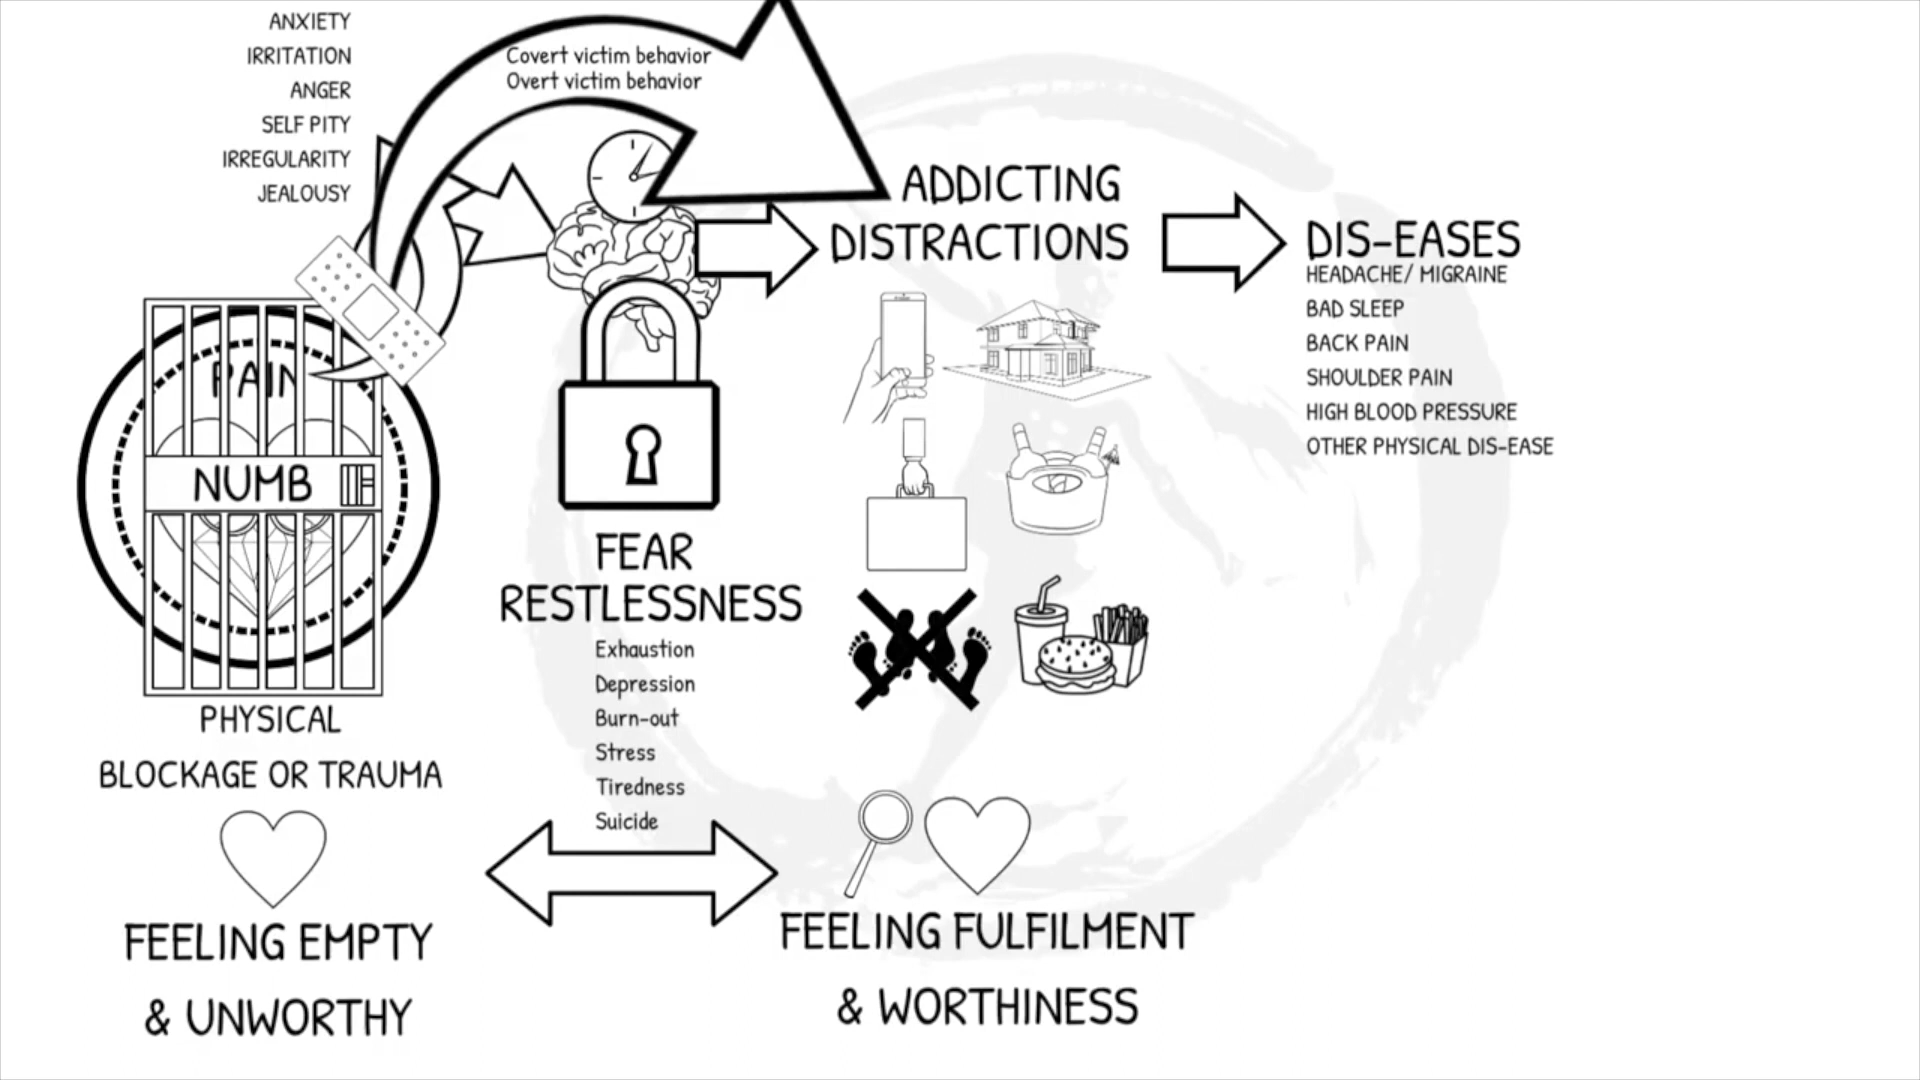 ANXIETY
IRRITATION
ANGER
SELF PITY
IRREGULARITY
JEALOUSY
Covert victim behavior
Overt victim behavior
PAIN
NUMB
PHYSICAL
BLOCKAGE OR TRAUMA
FEELING EMPTY
& UNWORTHY
FEAR
RESTLESSNESS
Exhaustion
Depression
Burn-out
Stress
Tiredness
Suicide
ADDICTING
DISTRACTIONS
FEELING FULFILMENT
& WORTHINESS
DIS-EASES
HEADACHE/ MIGRAINE
BAD SLEEP
BACK PAIN
SHOULDER PAIN
HIGH BLOOD PRESSURE
OTHER PHYSICAL DIS-EASE